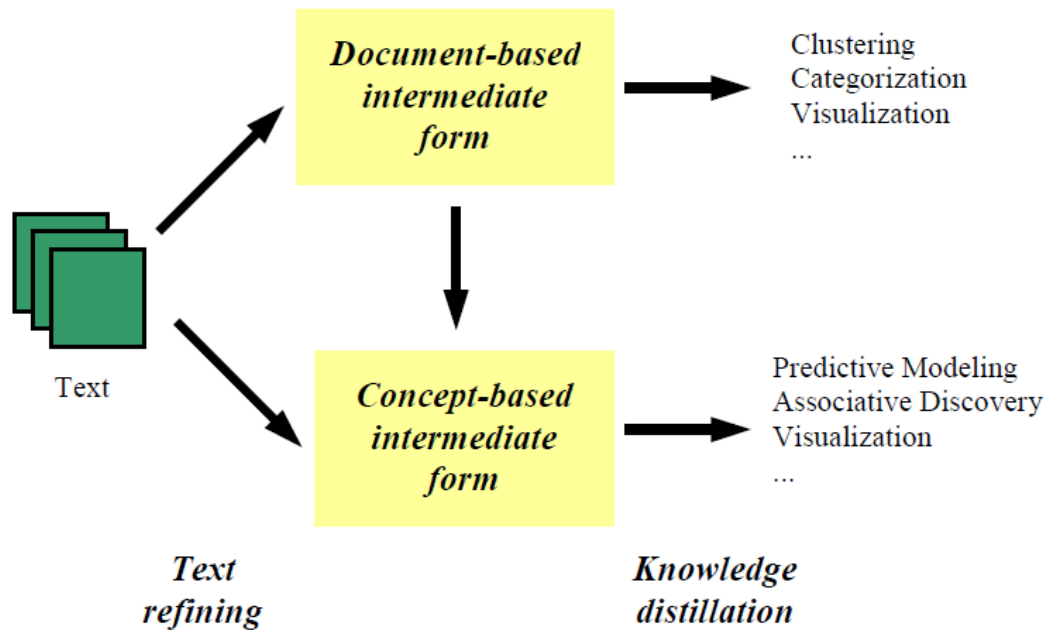 Document-based
intermediate
form
Clustering
Categorization
Visualization
...
Text
Concept-based
intermediate
form
Predictive Modeling
Associative Discovery
Visualization
...
Text
refining
Knowledge
distillation